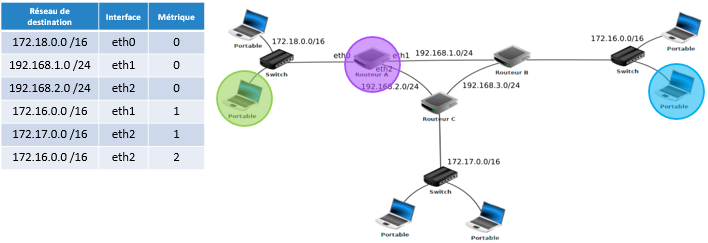 Réseau de destination Interface Métrique
172.18.0.0 /16 eth0 0
192.168.1.0 /24 eth1 0
192.168.2.0 /24 eth2 0
172.16.0.0 /16 eth1 1
172.17.0.0 /16 eth2 1
172.16.0.0 /16 eth2 2
Portable
172.18.0.0/16
Switch
Portable
eth0
eth1
eth2
Routeur A
192.168.1.0/24
192.168.2.0/24
Routeur B
192.168.3.0/24
Routeur C
172.16.0.0/16
Portable
Switch
Portable
172.17.0.0/16
Switch
Portable
Portable